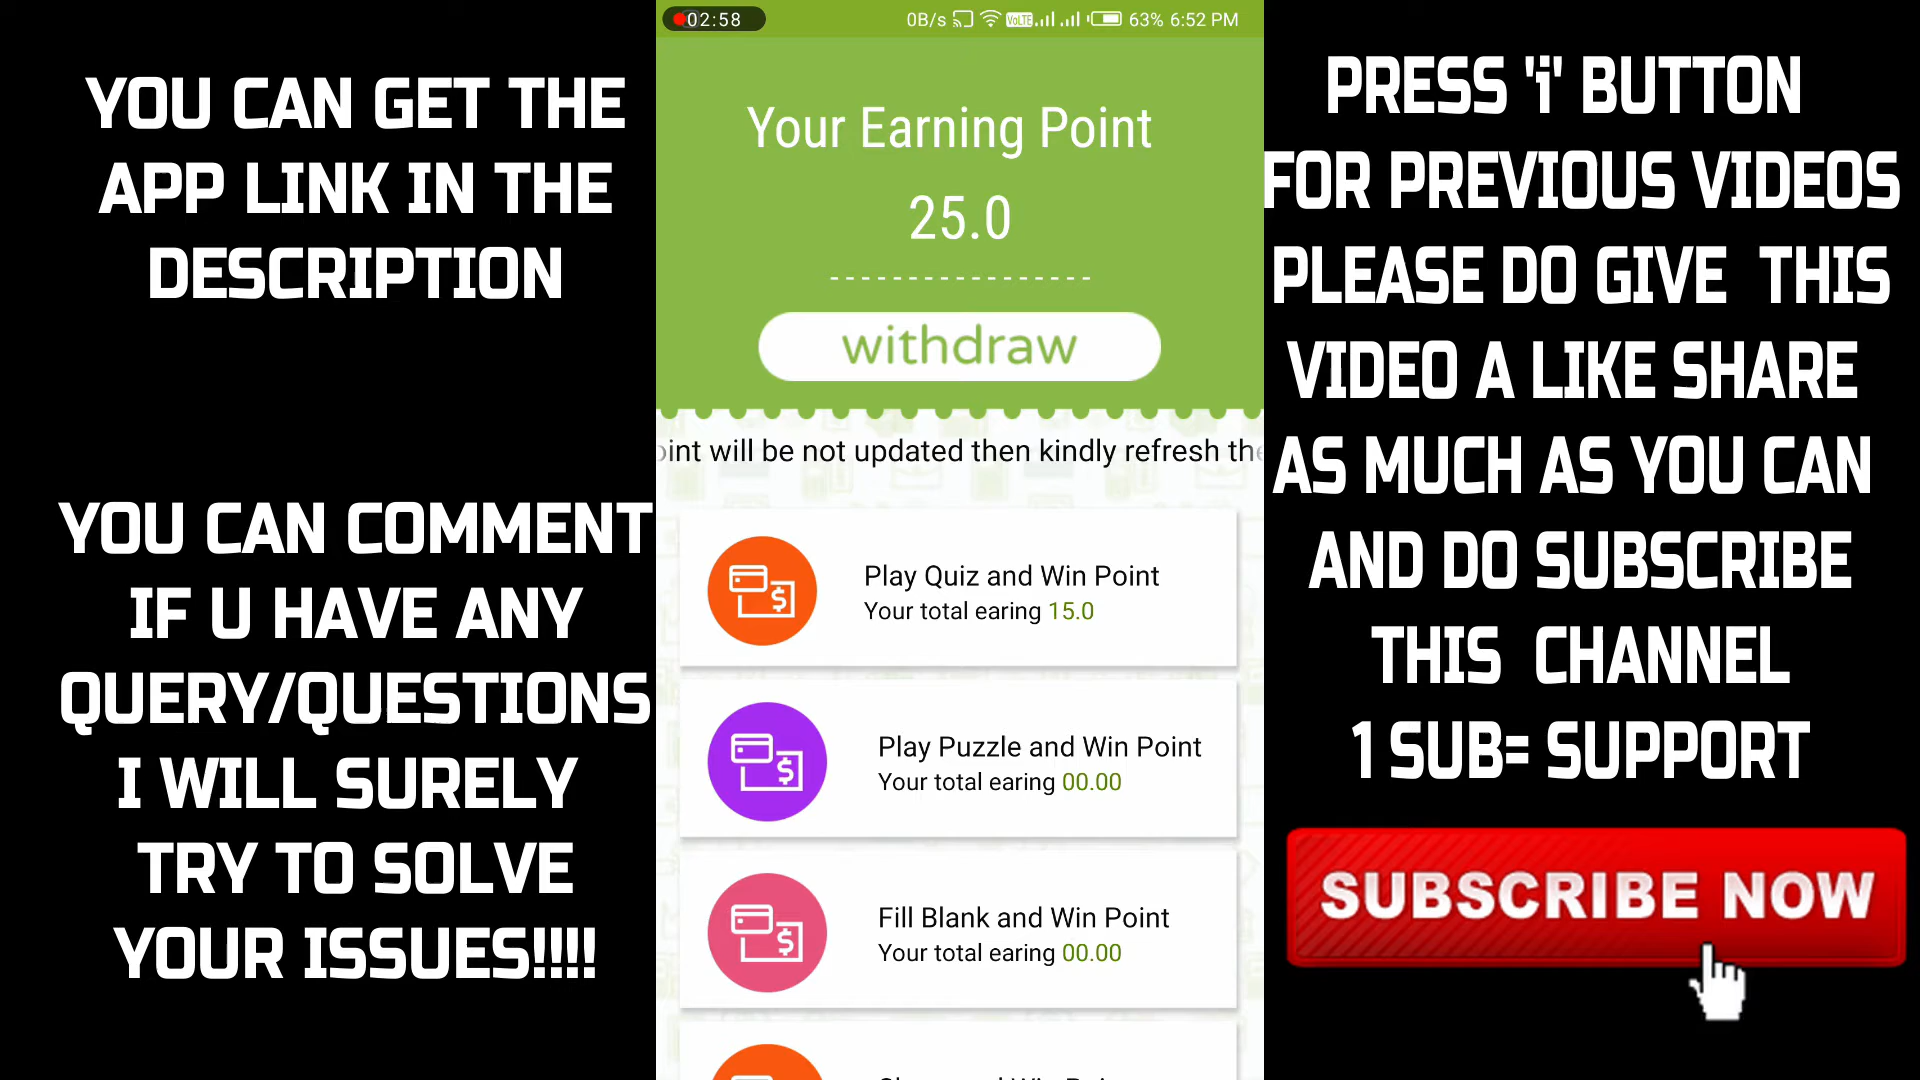 YOU CAN GET THE
APP LINK IN THE
DESCRIPTION
YOU CAN COMMENT
IF U HAVE ANY
QUERY/QUESTIONS
I WILL SURELY
TRY TO SOLVE
YOUR ISSUES!!!!
02:58
0B/s VoLTE 63% 6:52 PM
Your Earning Point
25.0
withdraw
will be not updated then kindly refresh
Play Quiz and Win Point
Your total earing 15.0
Play Puzzle and Win Point
Your total earing 00.00
Fill Blank and Win Point
Your total earing 00.00
PRESS 'i' BUTTON
FOR PREVIOUS VIDEOS
PLEASE DO GIVE THIS
VIDEO A LIKE SHARE
AS MUCH AS YOU CAN
AND DO SUBSCRIBE
THIS CHANNEL
1 SUB= SUPPORT
SUBSCRIBE NOW